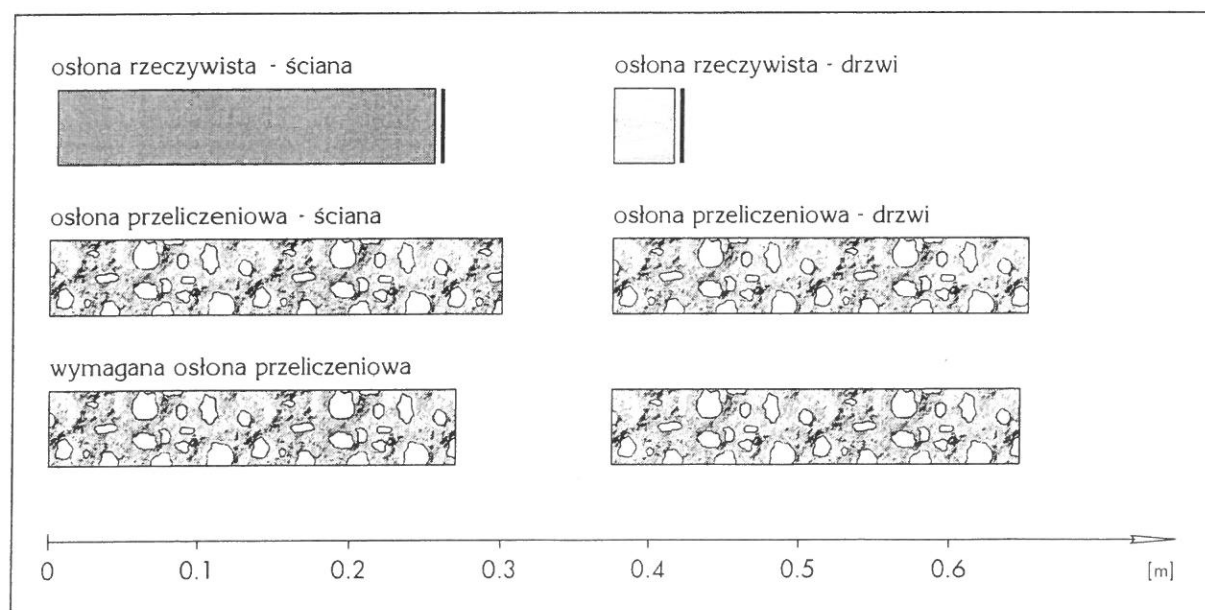 osłona rzeczywista - ściana
osłona rzeczywista - drzwi
osłona przeliczeniowa - ściana
osłona przeliczeniowa - drzwi
wymagana osłona przeliczeniowa
0 0.1 0.2 0.3 0.4 0.5 0.6 [m]